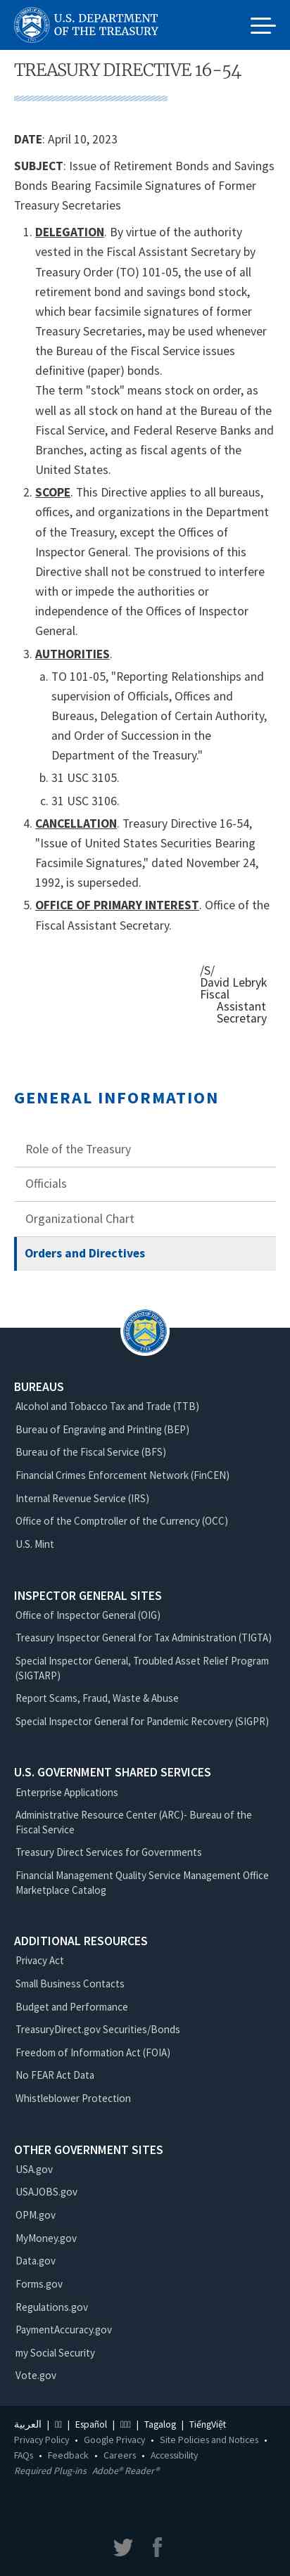 U.S. DEPARTMENT
OF THE TREASURY
TREASURY DIRECTIVE 16-54
DATE: April 10, 2023
SUBJECT: Issue of Retirement Bonds and Savings
Bonds Bearing Facsimile Signatures of Former
Treasury Secretaries
1. DELEGATION. By virtue of the authority
vested in the Fiscal Assistant Secretary by
Treasury Order (TO) 101-05, the use of all
retirement bond and savings bond stock,
which bear facsimile signatures of former
Treasury Secretaries, may be used whenever
the Bureau of the Fiscal Service issues
definitive (paper) bonds.
The term "stock" means stock on order, as
well as all stock on hand at the Bureau of the
Fiscal Service, and Federal Reserve Banks and
Branches, acting as fiscal agents of the
United States.
2. SCOPE. This Directive applies to all bureaus,
offices, and organizations in the Department
of the Treasury, except the Offices of
Inspector General. The provisions of this
Directive shall not be construed to interfere
with or impede the authorities or
independence of the Offices of Inspector
General.
3. AUTHORITIES.
a. TO 101-05, "Reporting Relationships and
supervision of Officials, Offices and
Bureaus, Delegation of Certain Authority,
and Order of Succession in the
Department of the Treasury."
b. 31 USC 3105.
c. 31 USC 3106.
4. CANCELLATION. Treasury Directive 16-54,
"Issue of United States Securities Bearing
Facsimile Signatures," dated November 24,
1992, is superseded.
5. OFFICE OF PRIMARY INTEREST. Office of the
Fiscal Assistant Secretary.
/S/
David Lebryk
Fiscal
Assistant
Secretary
GENERAL INFORMATION
Role of the Treasury
Officials
Organizational Chart
Orders and Directives
BUREAUS
Alcohol and Tobacco Tax and Trade (TTB)
Bureau of Engraving and Printing (BEP)
Bureau of the Fiscal Service (BFS)
Financial Crimes Enforcement Network (FinCEN)
Internal Revenue Service (IRS)
Office of the Comptroller of the Currency (OCC)
U.S. Mint
INSPECTOR GENERAL SITES
Office of Inspector General (OIG)
Treasury Inspector General for Tax Administration (TIGTA)
Special Inspector General, Troubled Asset Relief Program
(SIGTARP)
Report Scams, Fraud, Waste & Abuse
Special Inspector General for Pandemic Recovery (SIGPR)
U.S. GOVERNMENT SHARED SERVICES
Enterprise Applications
Administrative Resource Center (ARC)- Bureau of the
Fiscal Service
Treasury Direct Services for Governments
Financial Management Quality Service Management Office
Marketplace Catalog
ADDITIONAL RESOURCES
Privacy Act
Small Business Contacts
Budget and Performance
TreasuryDirect.gov Securities/Bonds
Freedom of Information Act (FOIA)
No FEAR Act Data
Whistleblower Protection
OTHER GOVERNMENT SITES
USA.gov
USAJOBS.gov
OPM.gov
MyMoney.gov
Data.gov
Forms.gov
Regulations.gov
PaymentAccuracy.gov
my Social Security
Vote.gov
العربية | | Español | | Tagalog | TiếngViệt
Privacy Policy • Google Privacy • Site Policies and Notices •
FAQs • Feedback • Careers • Accessibility
Required Plug-ins Adobe® Reader®